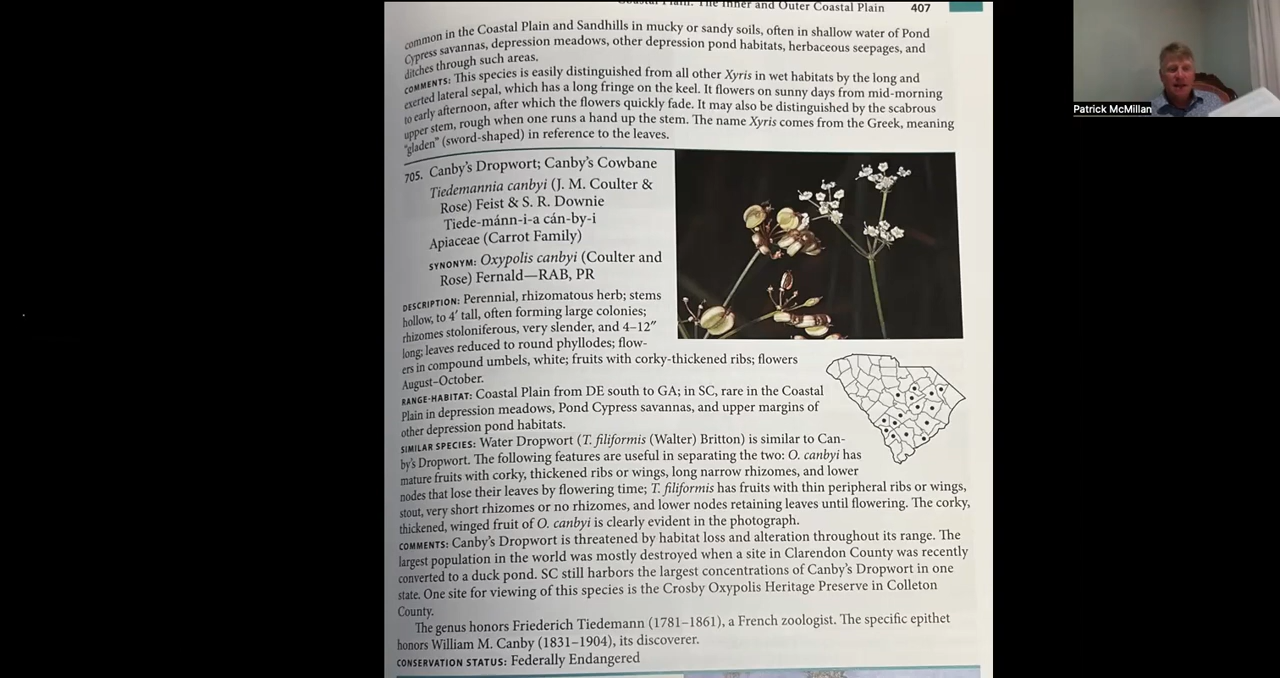 Coastal Plain: The Inner and Outer Coastal Plain 407
common in the Coastal Plain and Sandhills in mucky or sandy soils, often in shallow water of Pond
Cypress savannas, depression meadows, other depression pond habitats, herbaceous seepages, and
ditches through such areas.
COMMENTS: This species is easily distinguished from all other Xyris in wet habitats by the long and
exerted lateral sepal, which has a long fringe on the keel. It flowers on sunny days from mid-morning
to early afternoon, after which the flowers quickly fade. It may also be distinguished by the scabrous
upper stem, rough when one runs a hand up the stem. The name Xyris comes from the Greek, meaning
"gladen" (sword-shaped) in reference to the leaves.
705. Canby's Dropwort; Canby's Cowbane
Tiedemannia canbyi (J. M. Coulter &
Rose) Feist & S. R. Downie
Tiede-mánn-i-a cán-by-i
Apiaceae (Carrot Family)
SYNONYM: Oxypolis canbyi (Coulter and
Rose) Fernald—RAB, PR
DESCRIPTION: Perennial, rhizomatous herb; stems
hollow, to 4′ tall, often forming large colonies;
rhizomes stoloniferous, very slender, and 4–12″
long; leaves reduced to round phyllodes; flow-
ers in compound umbels, white; fruits with corky-thickened ribs; flowers
August–October.
RANGE-HABITAT: Coastal Plain from DE south to GA; in SC, rare in the Coastal
Plain in depression meadows, Pond Cypress savannas, and upper margins of
other depression pond habitats.
SIMILAR SPECIES: Water Dropwort (T. filiformis (Walter) Britton) is similar to Can-
by's Dropwort. The following features are useful in separating the two: O. canbyi has
mature fruits with corky, thickened ribs or wings, long narrow rhizomes, and lower
nodes that lose their leaves by flowering time; T. filiformis has fruits with thin peripheral ribs or wings,
stout, very short rhizomes or no rhizomes, and lower nodes retaining leaves until flowering. The corky,
thickened, winged fruit of O. canbyi is clearly evident in the photograph.
COMMENTS: Canby's Dropwort is threatened by habitat loss and alteration throughout its range. The
largest population in the world was mostly destroyed when a site in Clarendon County was recently
converted to a duck pond. SC still harbors the largest concentrations of Canby's Dropwort in one
state. One site for viewing of this species is the Crosby Oxypolis Heritage Preserve in Colleton
County.
The genus honors Friederich Tiedemann (1781–1861), a French zoologist. The specific epithet
honors William M. Canby (1831–1904), its discoverer.
CONSERVATION STATUS: Federally Endangered
Patrick McMillan